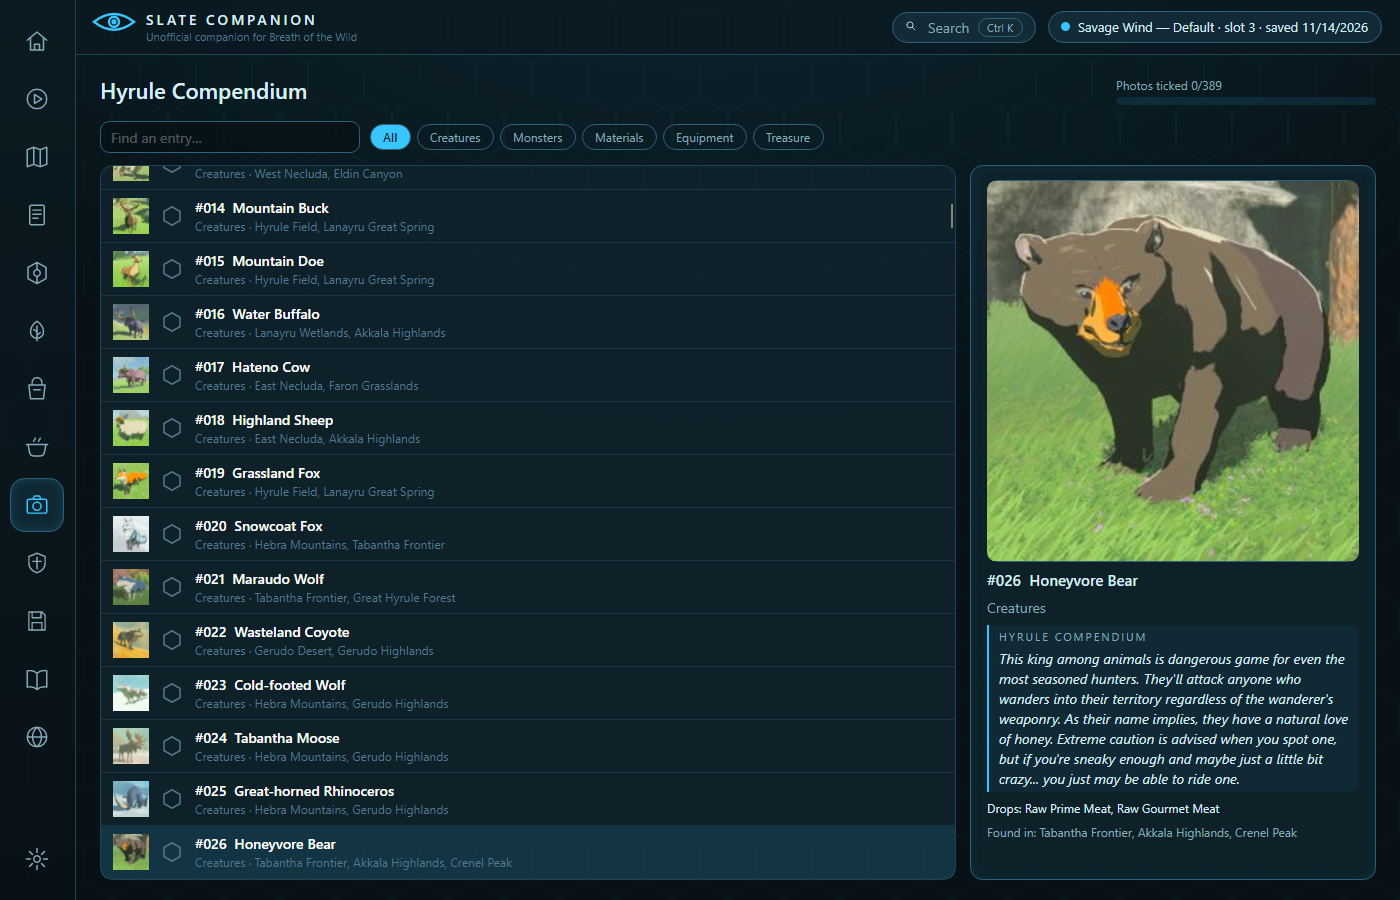 SLATE COMPANION
Unofficial companion for Breath of the Wild
Search Ctrl K
Savage Wind — Default · slot 3 · saved 11/14/2026
Hyrule Compendium
Photos ticked 0/389
Find an entry...
All
Creatures
Monsters
Materials
Equipment
Treasure
Creatures · West Necluda, Eldin Canyon
#014 Mountain Buck
Creatures · Hyrule Field, Lanayru Great Spring
#015 Mountain Doe
Creatures · Hyrule Field, Lanayru Great Spring
#016 Water Buffalo
Creatures · Lanayru Wetlands, Akkala Highlands
#017 Hateno Cow
Creatures · East Necluda, Faron Grasslands
#018 Highland Sheep
Creatures · East Necluda, Akkala Highlands
#019 Grassland Fox
Creatures · Hyrule Field, Lanayru Great Spring
#020 Snowcoat Fox
Creatures · Hebra Mountains, Tabantha Frontier
#021 Maraudo Wolf
Creatures · Tabantha Frontier, Great Hyrule Forest
#022 Wasteland Coyote
Creatures · Gerudo Desert, Gerudo Highlands
#023 Cold-footed Wolf
Creatures · Hebra Mountains, Gerudo Highlands
#024 Tabantha Moose
Creatures · Hebra Mountains, Gerudo Highlands
#025 Great-horned Rhinoceros
Creatures · Hebra Mountains, Gerudo Highlands
#026 Honeyvore Bear
Creatures · Tabantha Frontier, Akkala Highlands, Crenel Peak
#026 Honeyvore Bear
Creatures
HYRULE COMPENDIUM
This king among animals is dangerous game for even the
most seasoned hunters. They'll attack anyone who
wanders into their territory regardless of the wanderer's
weaponry. As their name implies, they have a natural love
of honey. Extreme caution is advised when you spot one,
but if you're sneaky enough and maybe just a little bit
crazy... you just may be able to ride one.
Drops: Raw Prime Meat, Raw Gourmet Meat
Found in: Tabantha Frontier, Akkala Highlands, Crenel Peak